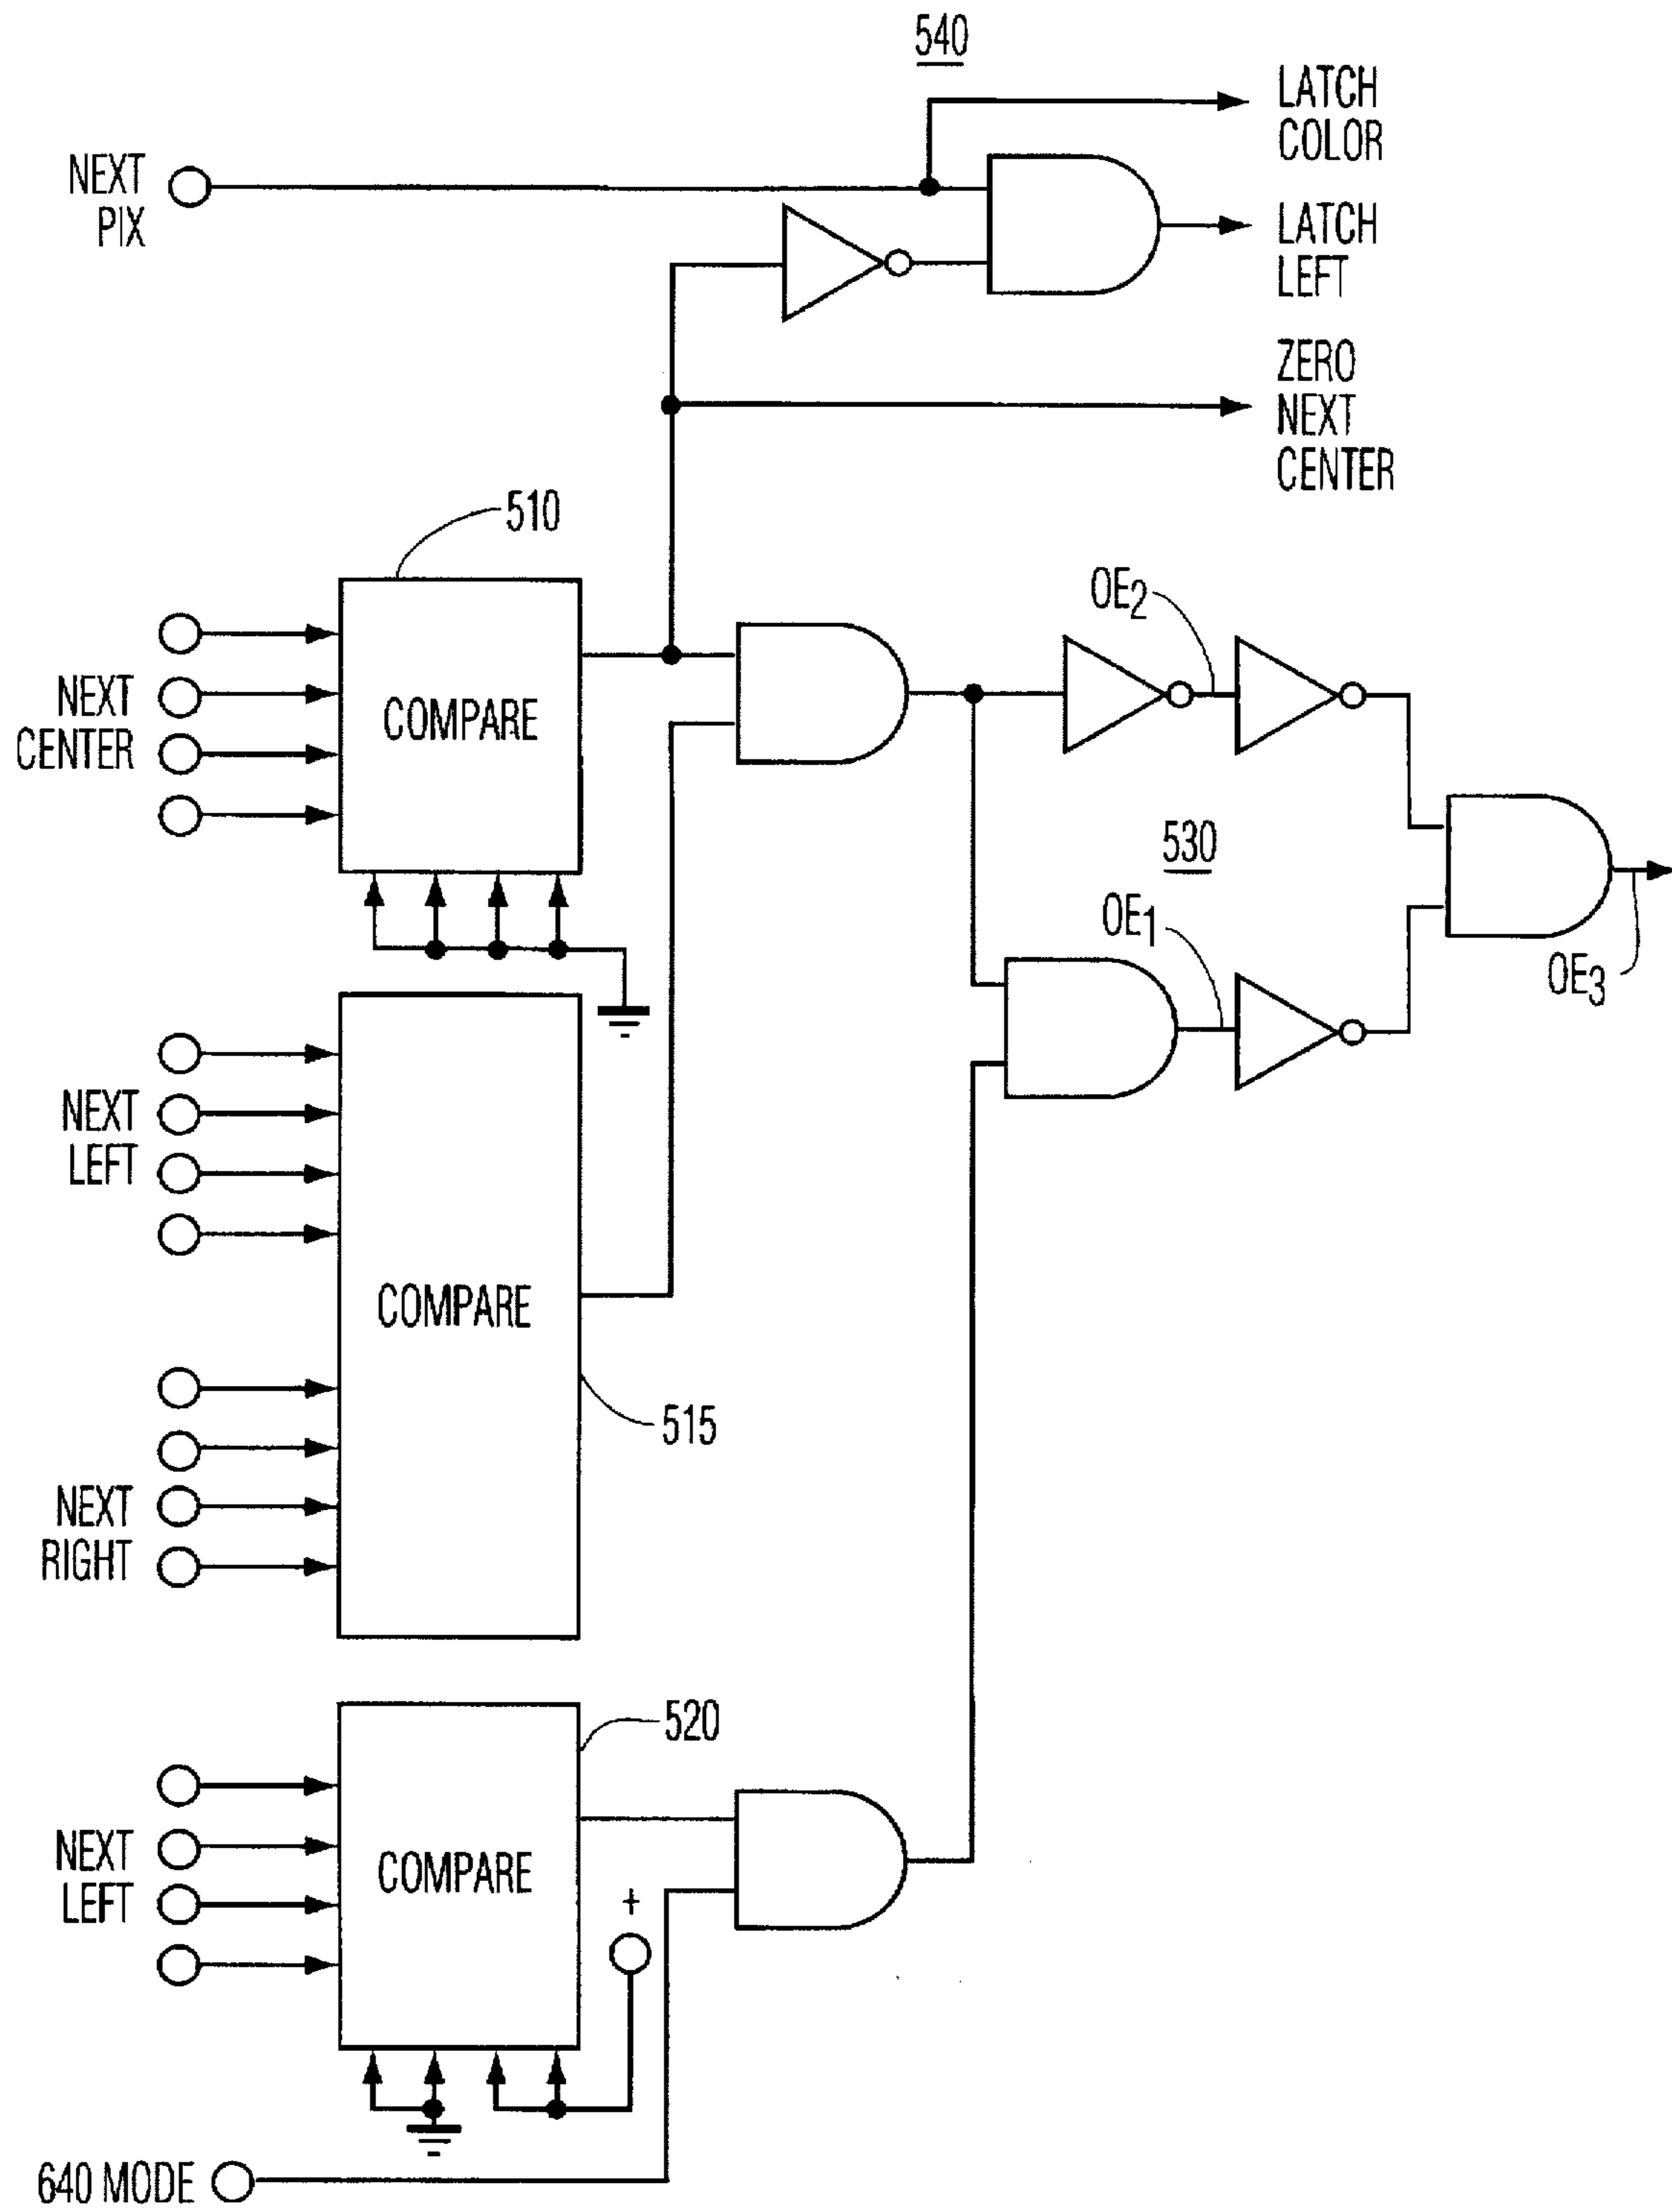 540
LATCH
COLOR
NEXT
PIX
LATCH
LEFT
ZERO
NEXT
CENTER
510
OE2
NEXT
CENTER
COMPARE
530
OE1
OE3
NEXT
LEFT
COMPARE
515
NEXT
RIGHT
520
NEXT
LEFT
COMPARE
+
640 MODE